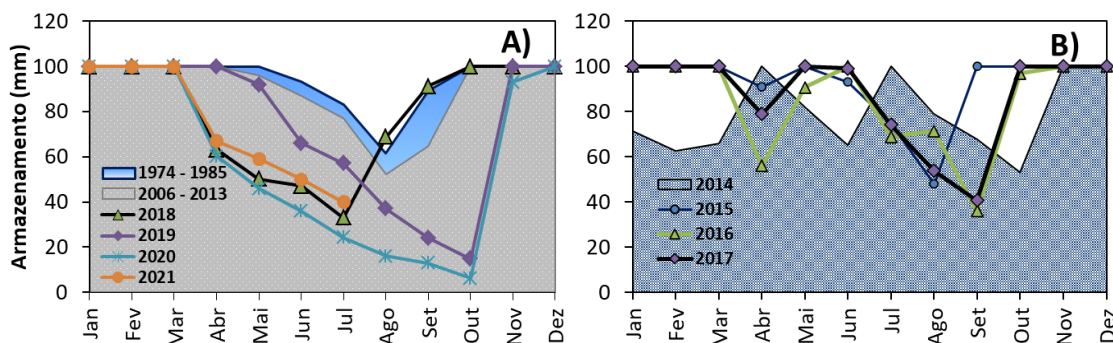 Armazenamento (mm)
120
100
80
60
40
20
0
A)
1974 - 1985
2006 - 2013
2018
2019
2020
2021
Jan
Fev
Mar
Abr
Mai
Jun
Jul
Ago
Set
Out
Nov
Dez
120
100
80
60
40
20
0
B)
2014
2015
2016
2017
Jan
Fev
Mar
Abr
Mai
Jun
Jul
Ago
Set
Out
Nov
Dez